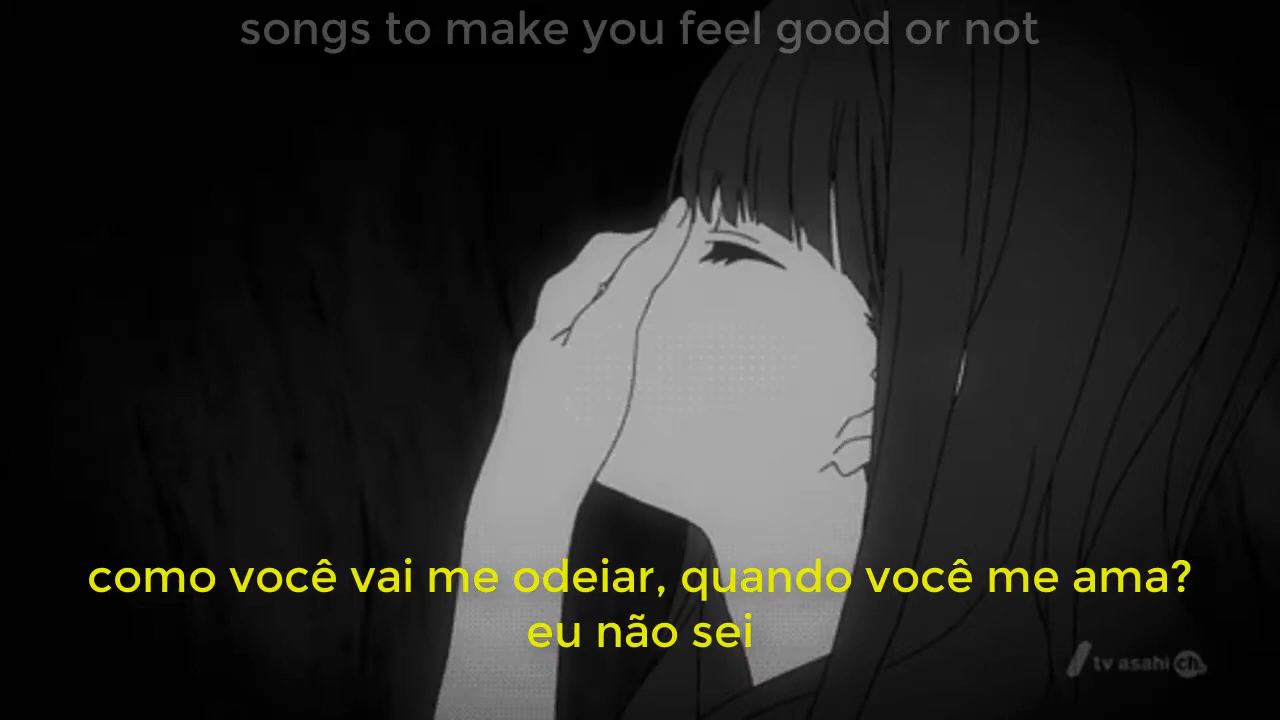 songs to make you feel good or not
como você vai me odeiar, quando você me ama?
eu não sei
tv asahi ch.